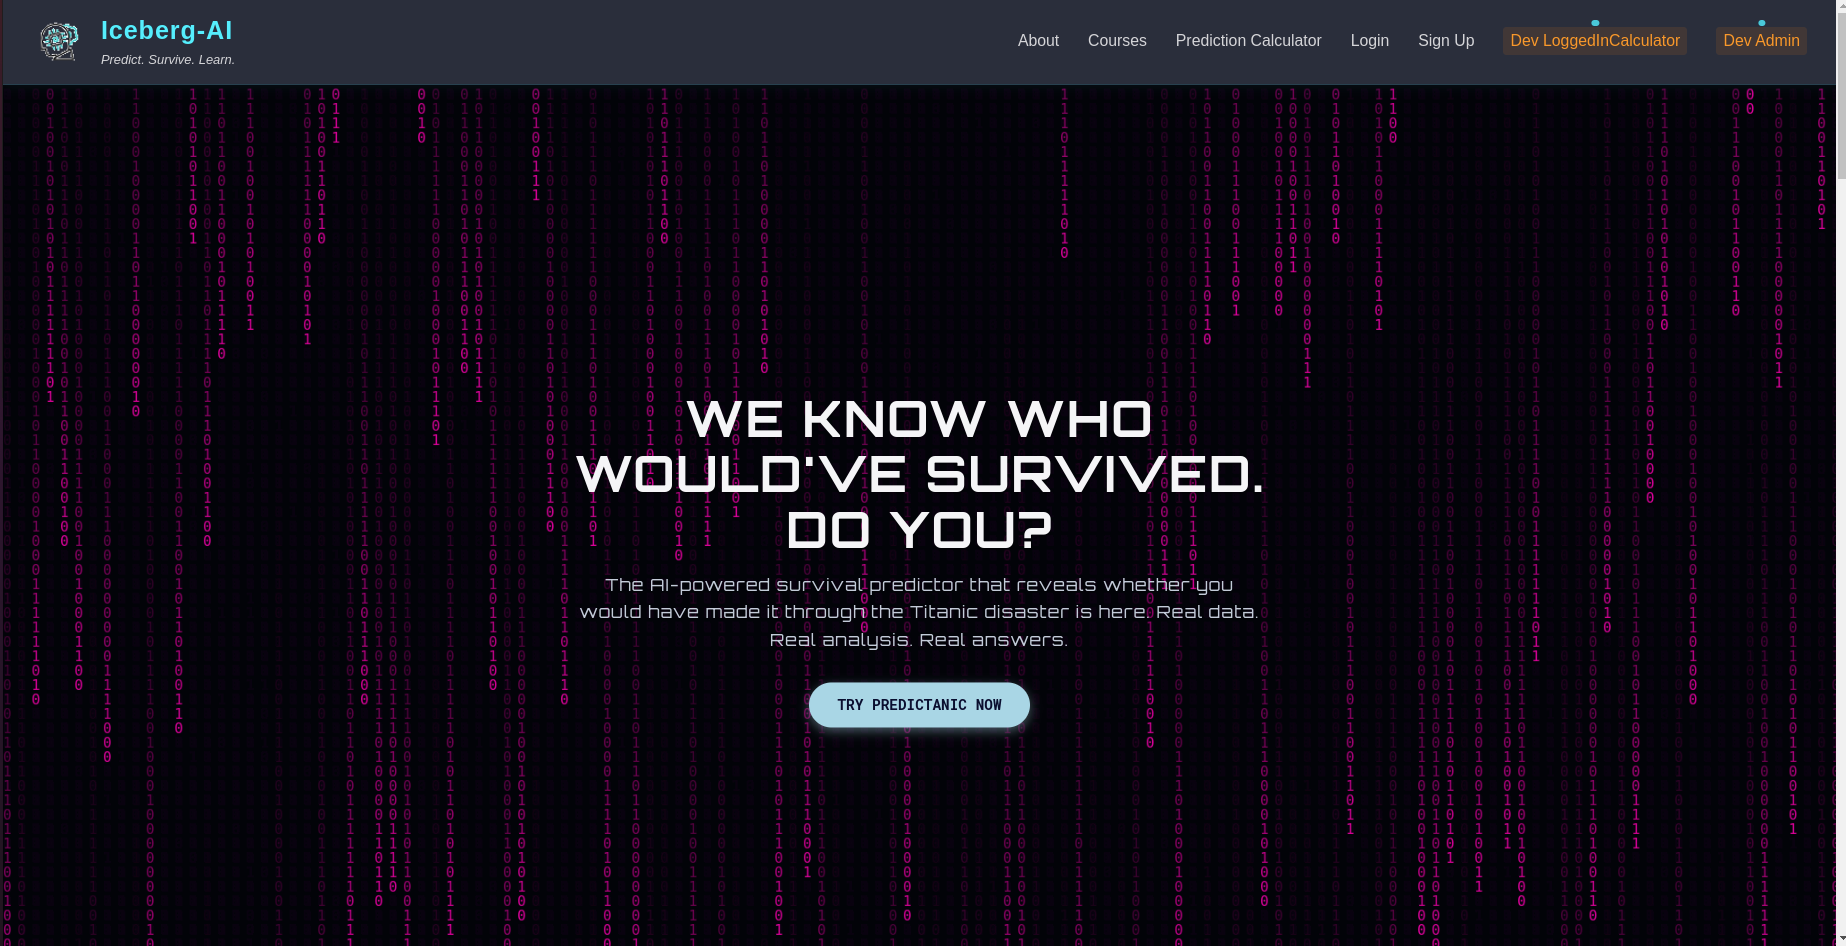 Iceberg-AI
Predict. Survive. Learn.
About
Courses
Prediction Calculator
Login
Sign Up
Dev LoggedInCalculator
Dev Admin
WE KNOW WHO
WOULD'VE SURVIVED.
DO YOU?
The AI-powered survival predictor that reveals whether you
would have made it through the Titanic disaster is here. Real data.
Real analysis. Real answers.
TRY PREDICTANIC NOW